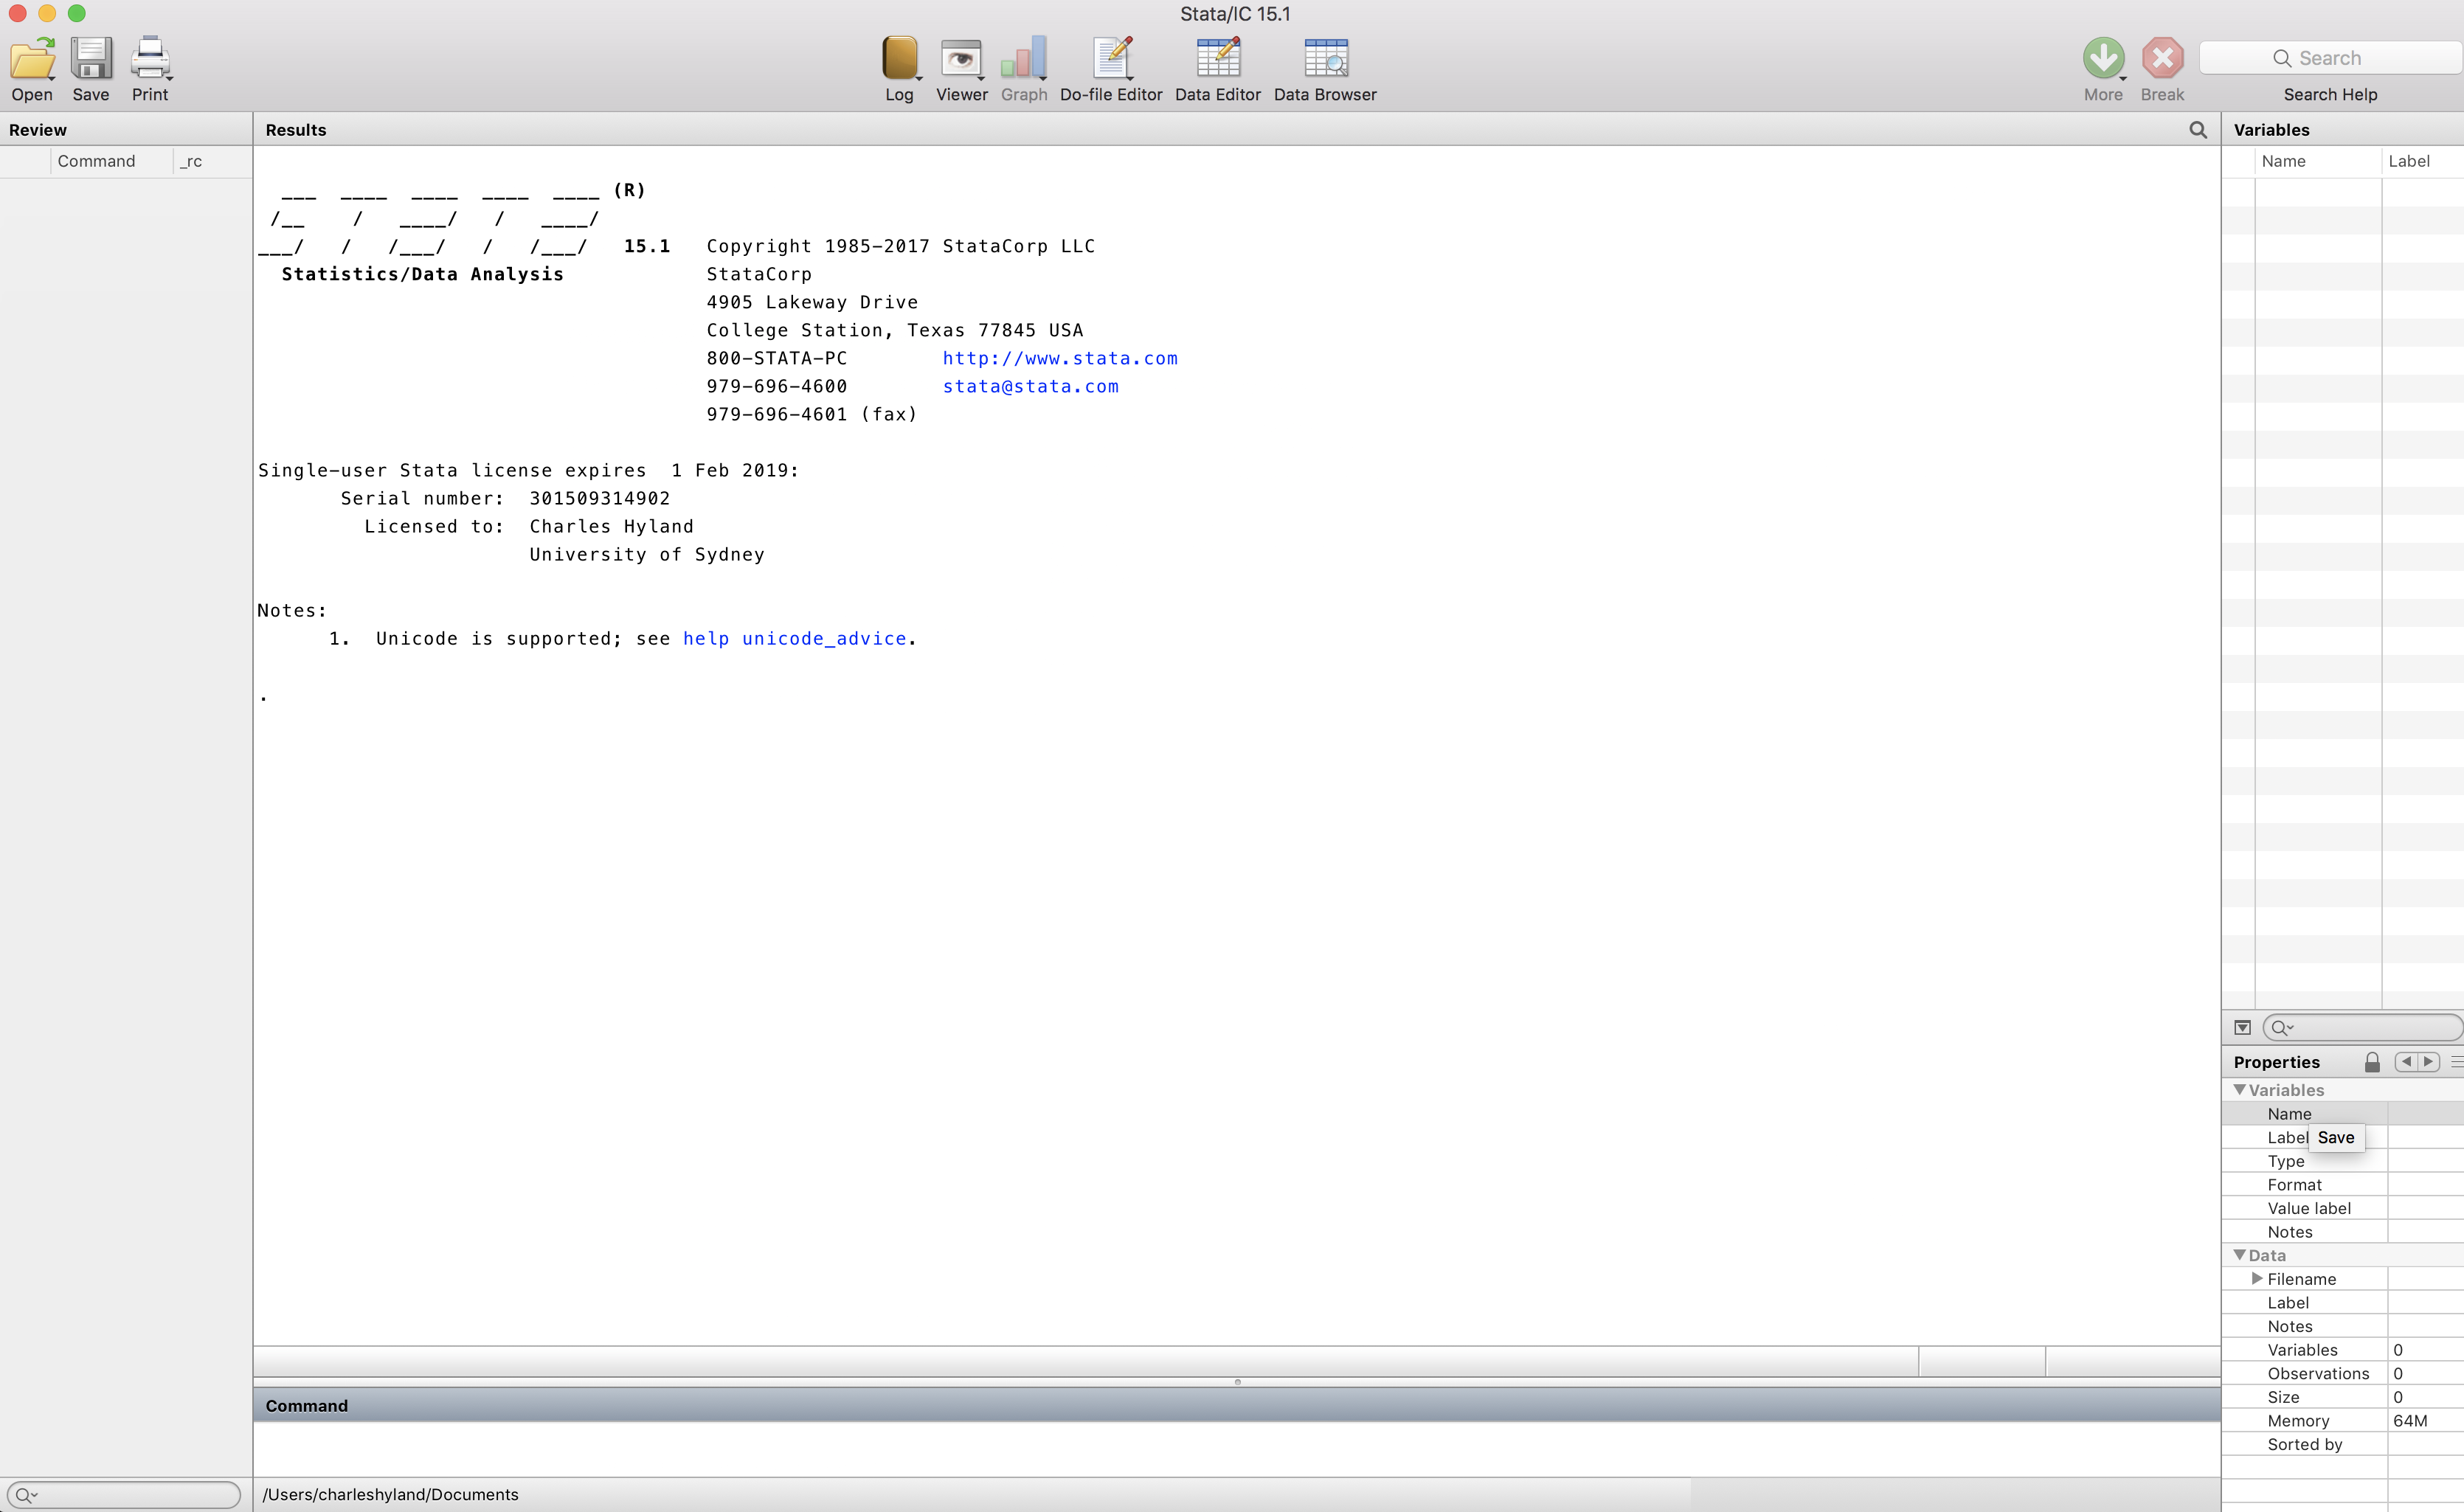 Stata/IC 15.1
Open Save Print
Log Viewer Graph Do-file Editor Data Editor Data Browser
More Break
Search
Search Help
Review
Command _rc
Results
___  ____  ____  ____  ____ (R)
/__    /   ____/   /   ____/
___/   /   /___/   /   /___/   15.1   Copyright 1985-2017 StataCorp LLC
Statistics/Data Analysis            StataCorp
4905 Lakeway Drive
College Station, Texas 77845 USA
800-STATA-PC        http://www.stata.com
979-696-4600        stata@stata.com
979-696-4601 (fax)
Single-user Stata license expires  1 Feb 2019:
Serial number:  301509314902
Licensed to:  Charles Hyland
University of Sydney
Notes:
1.  Unicode is supported; see help unicode_advice.
.
Command
/Users/charleshyland/Documents
Variables
Name Label
Properties
Variables
Name
Label
Save
Type
Format
Value label
Notes
Data
Filename
Label
Notes
Variables 0
Observations 0
Size 0
Memory 64M
Sorted by